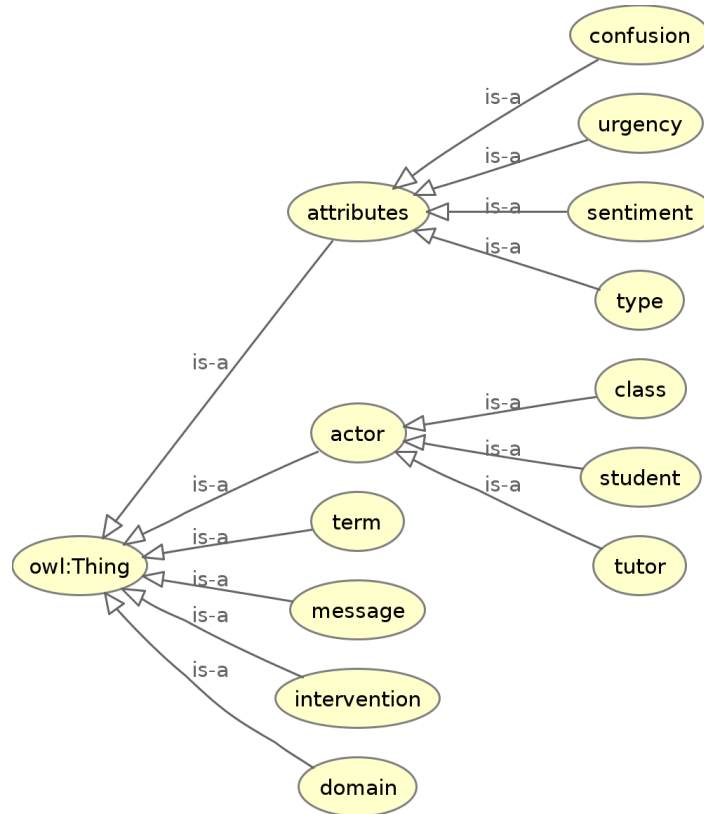 confusion
is-a
urgency
is-a
attributes
is-a
sentiment
is-a
type
is-a
class
is-a
actor
is-a
student
is-a
is-a
term
is-a
owl:Thing
tutor
is-a
message
is-a
intervention
is-a
domain